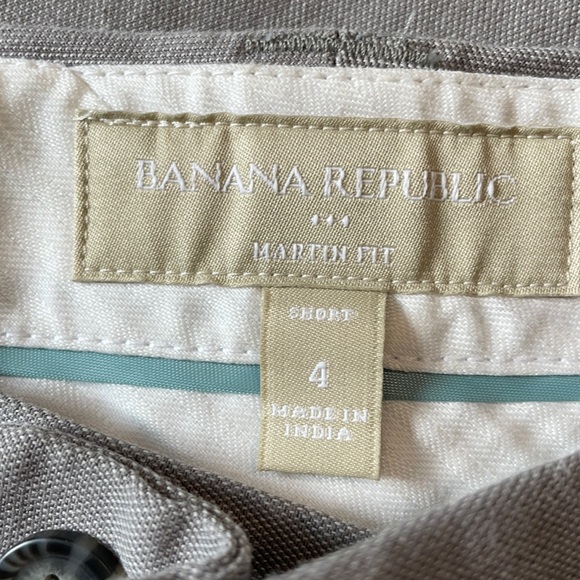 BANANA REPUBLIC
MARTIN FIT
SHORT
4
MADE IN
INDIA